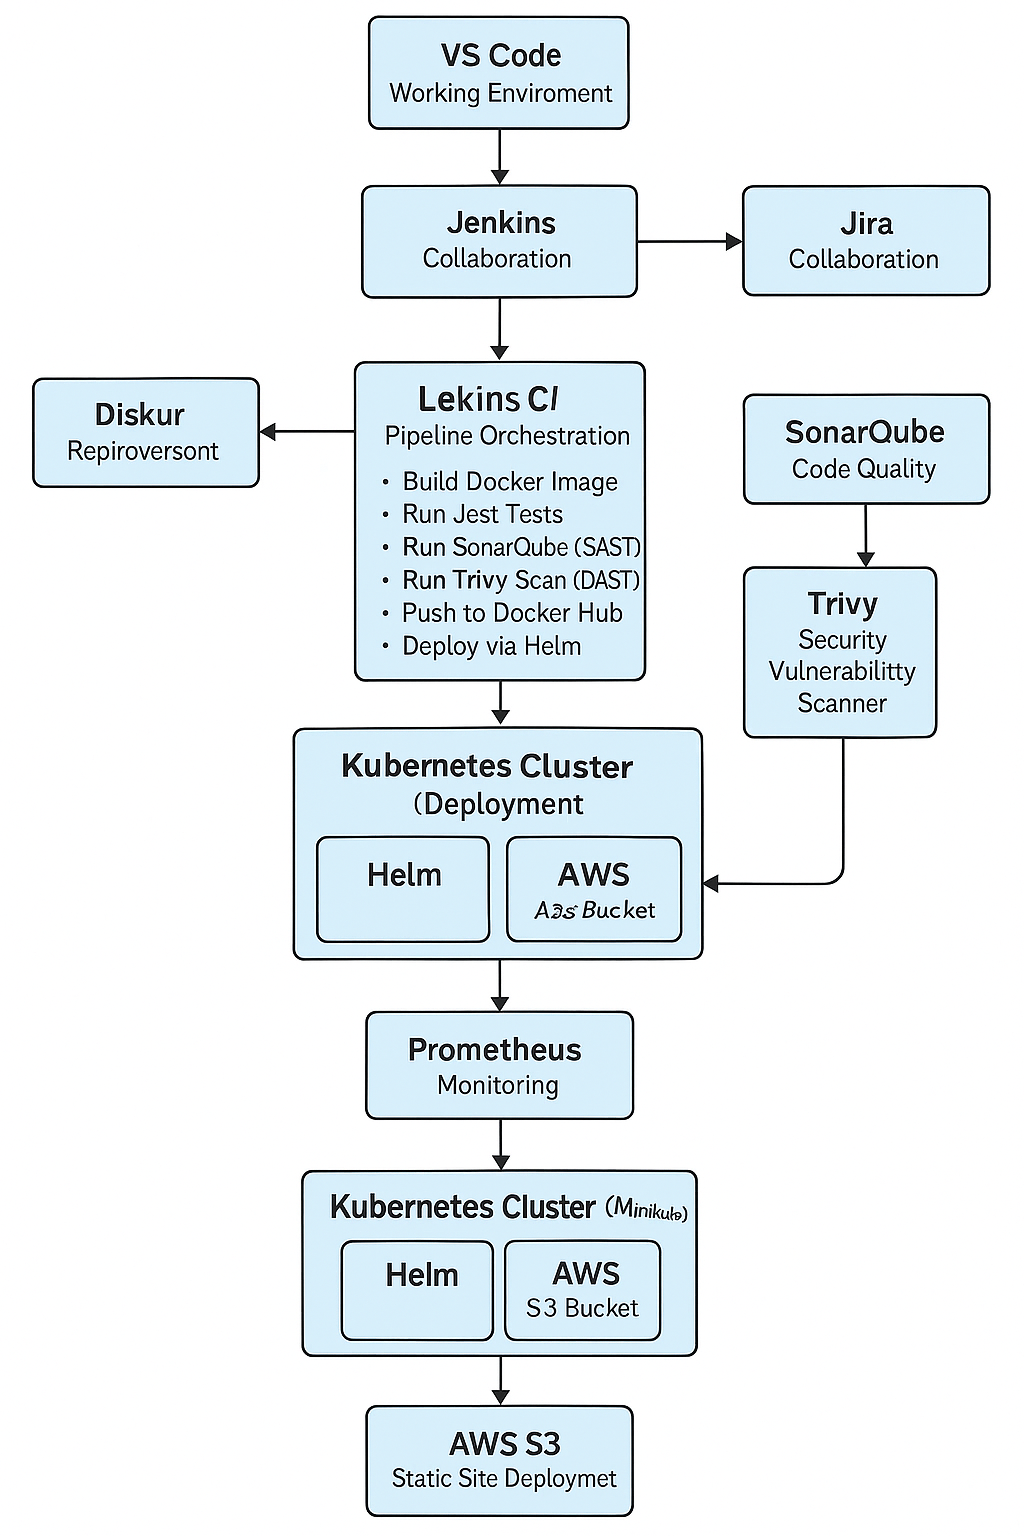 VS Code
Working Enviroment
Jenkins
Collaboration
Jira
Collaboration
Diskur
Repiroversont
Lekins C/
Pipeline Orchestration
• Build Docker Image
• Run Jest Tests
• Run SonarQube (SAST)
• Run Trivy Scan (DAST)
• Push to Docker Hub
• Deploy via Helm
SonarQube
Code Quality
Trivy
Security
Vulnerabilitty
Scanner
Kubernetes Cluster
(Deployment
Helm
AWS
Bucket
Prometheus
Monitoring
Kubernetes Cluster
Helm
AWS
S3 Bucket
AWS S3
Static Site Deploymet